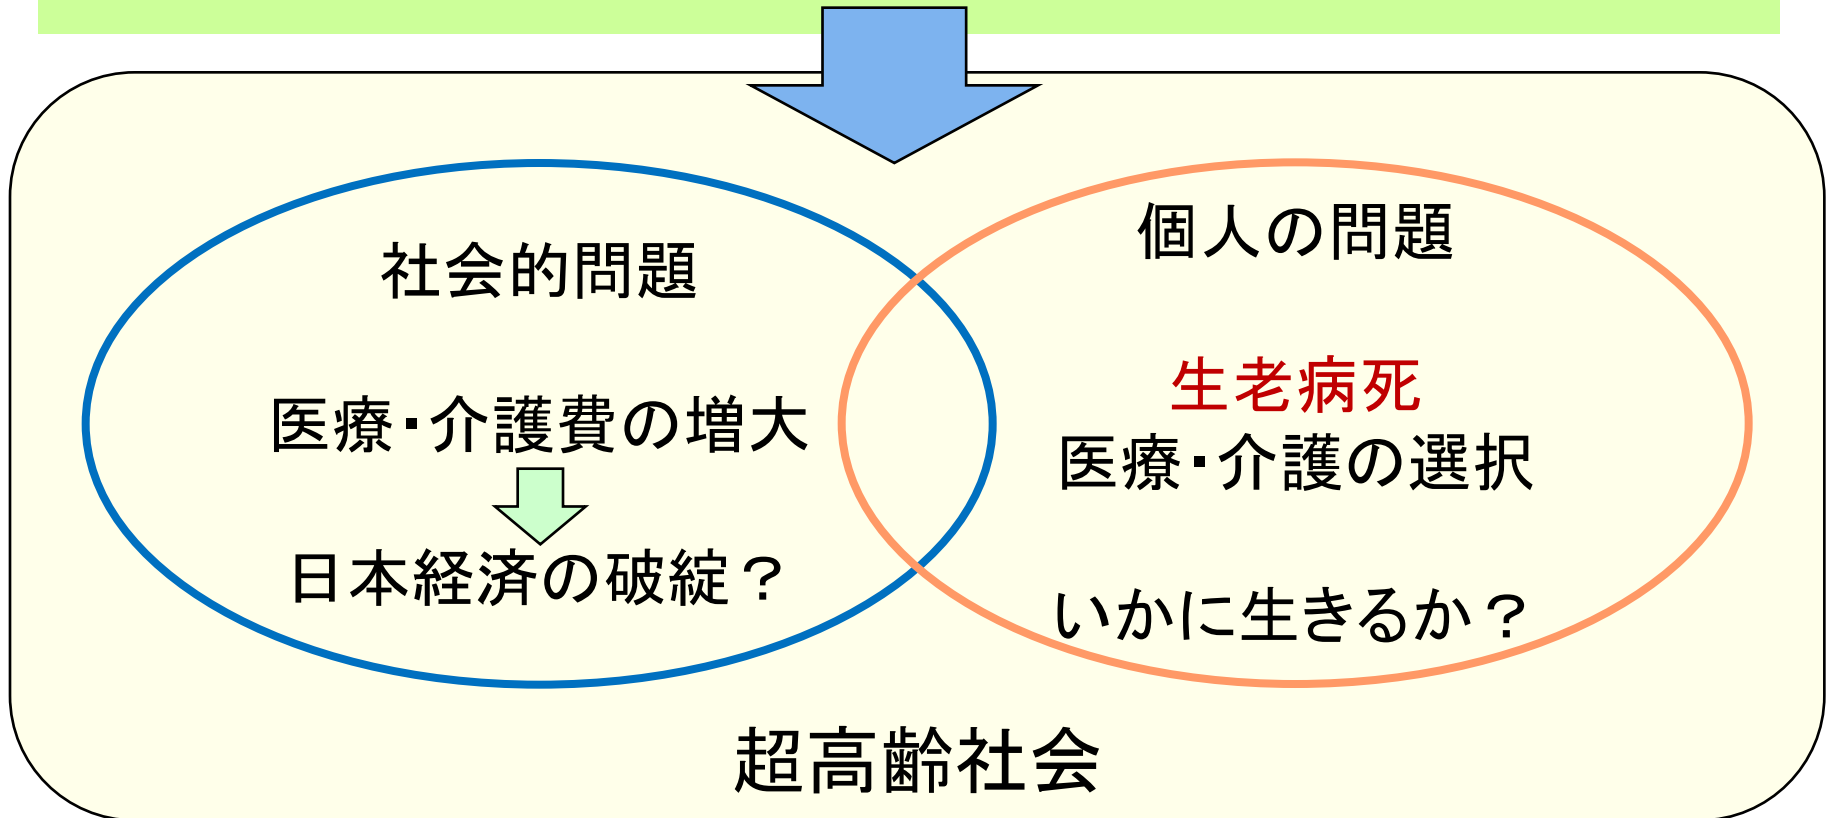 社会的問題
医療・介護費の増大
日本経済の破綻？
個人の問題
生老病死
医療・介護の選択
いかに生きるか？
超高齢社会